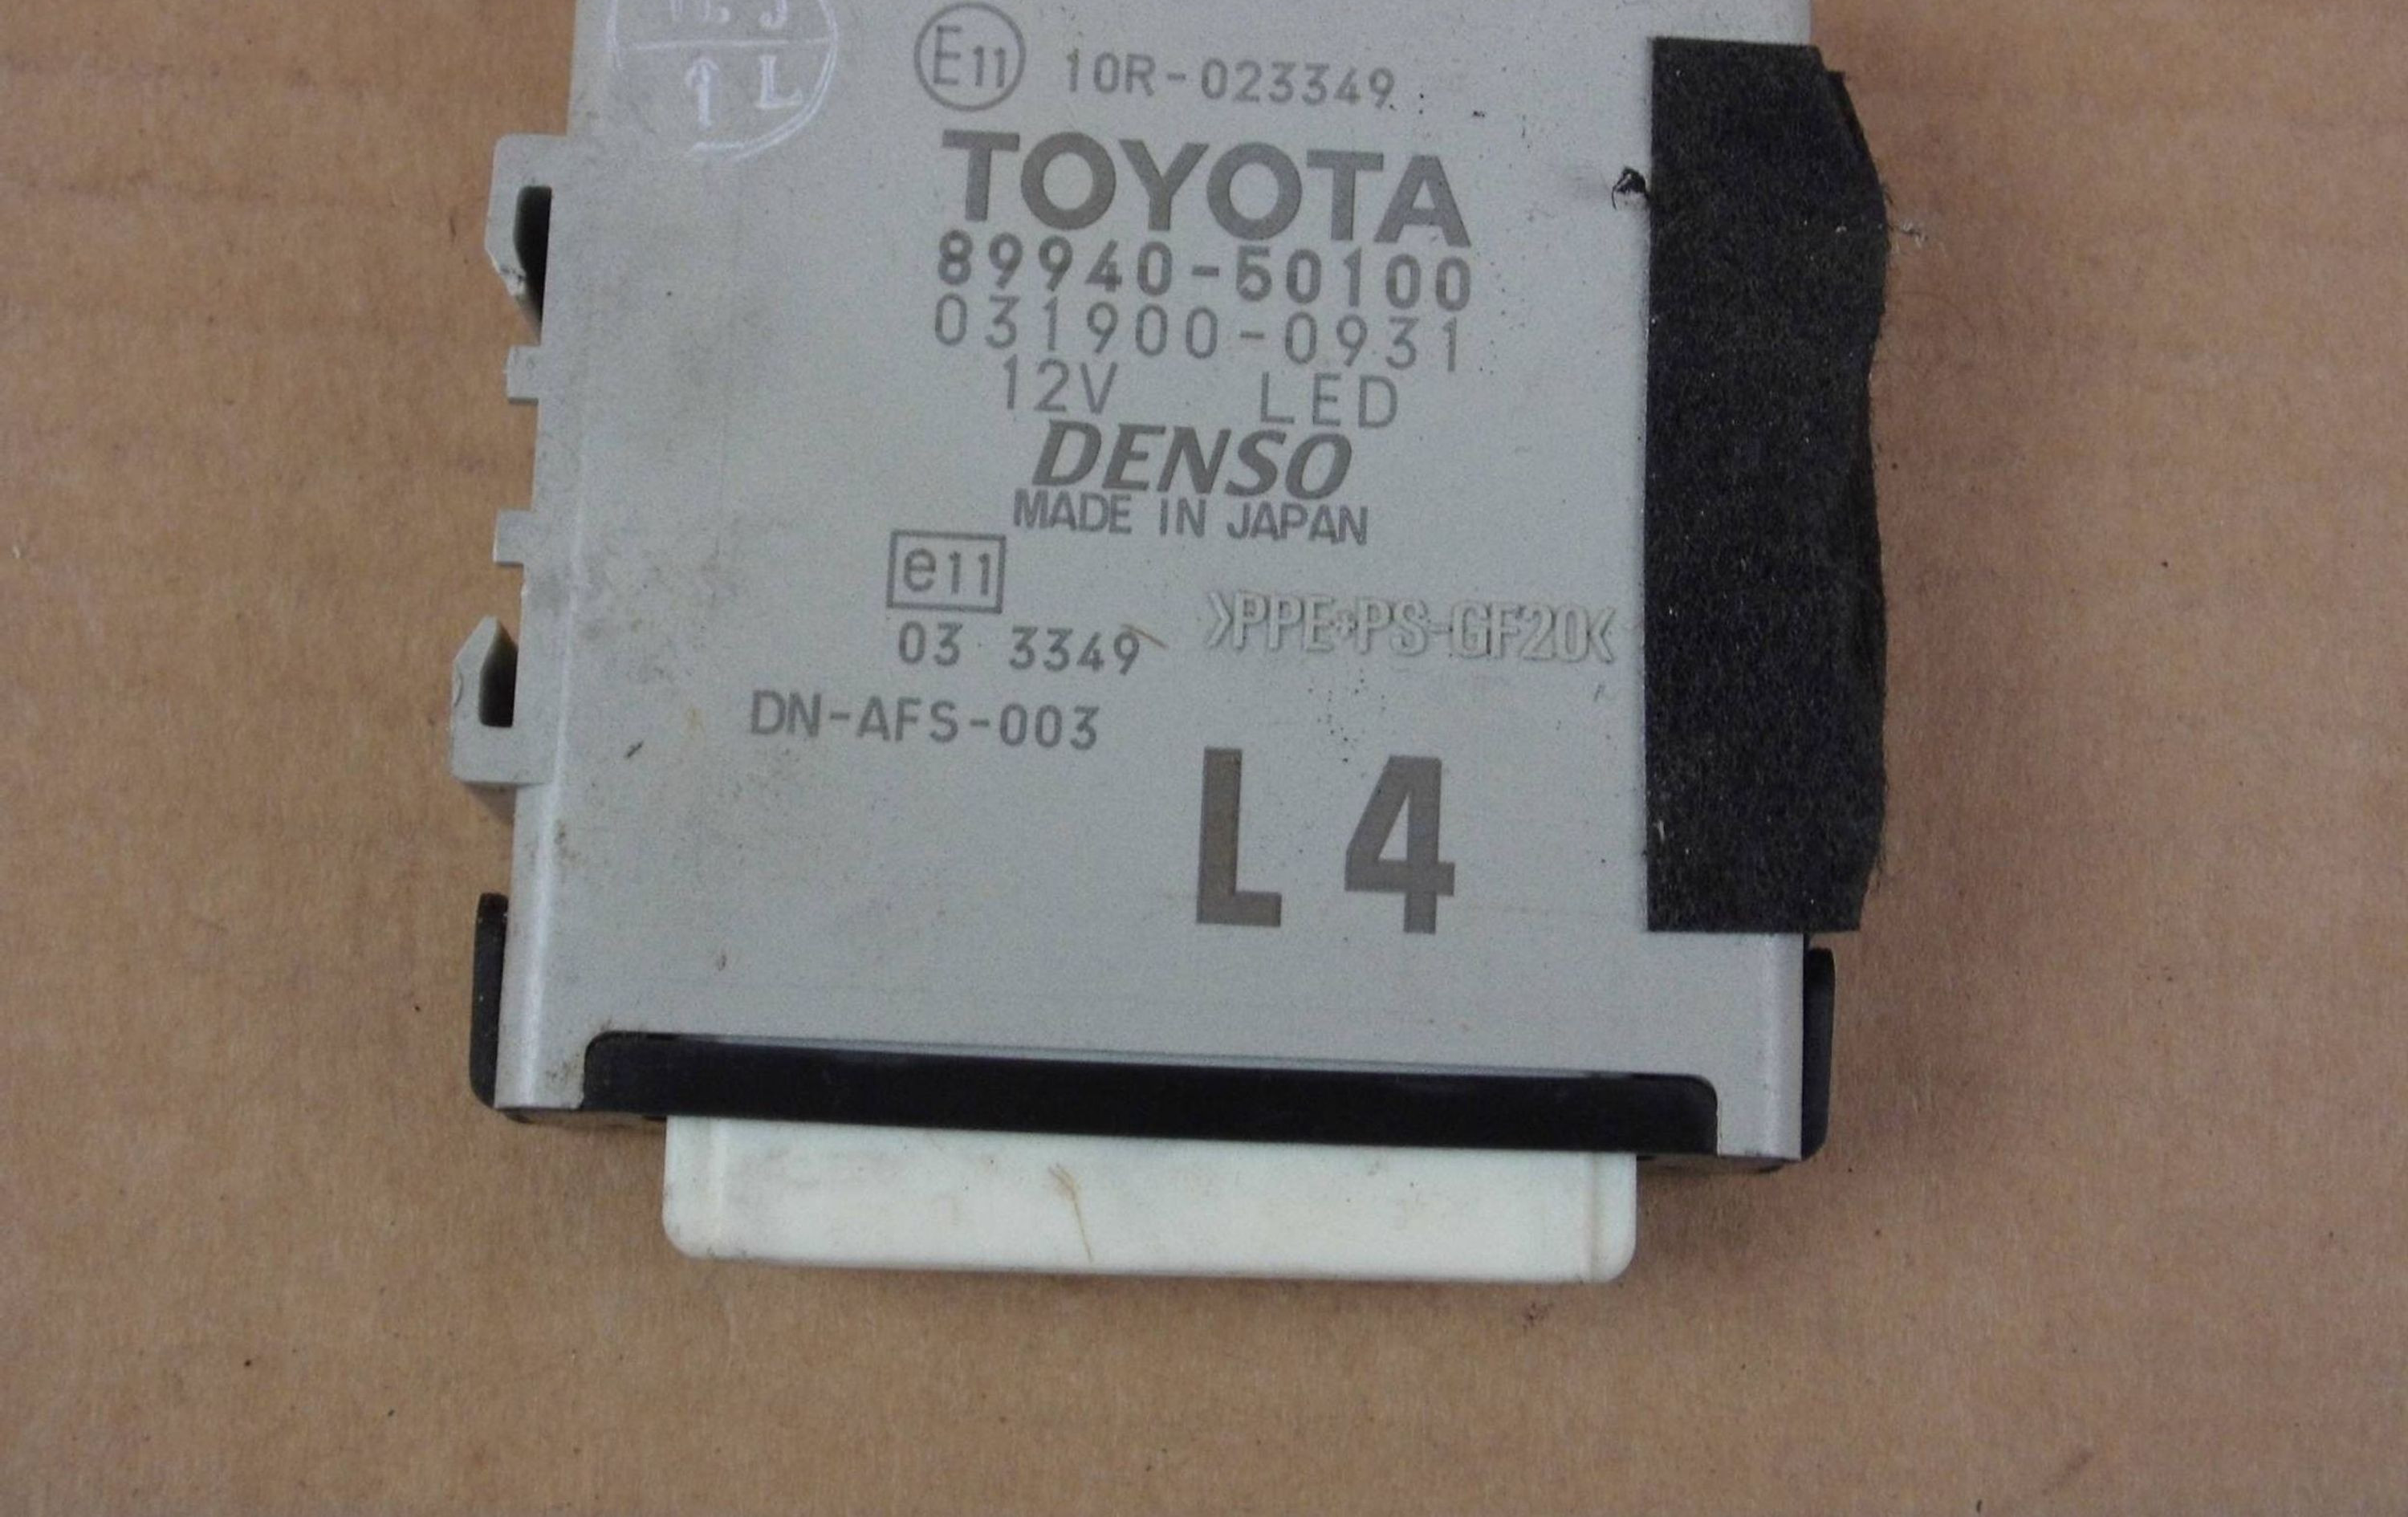 1 L
E11 10R-023349
TOYOTA
89940-50100
031900-0931
12V LED
DENSO
MADE IN JAPAN
e11
03 3349
>PPE+PS-GF20<
DN-AFS-003
L4